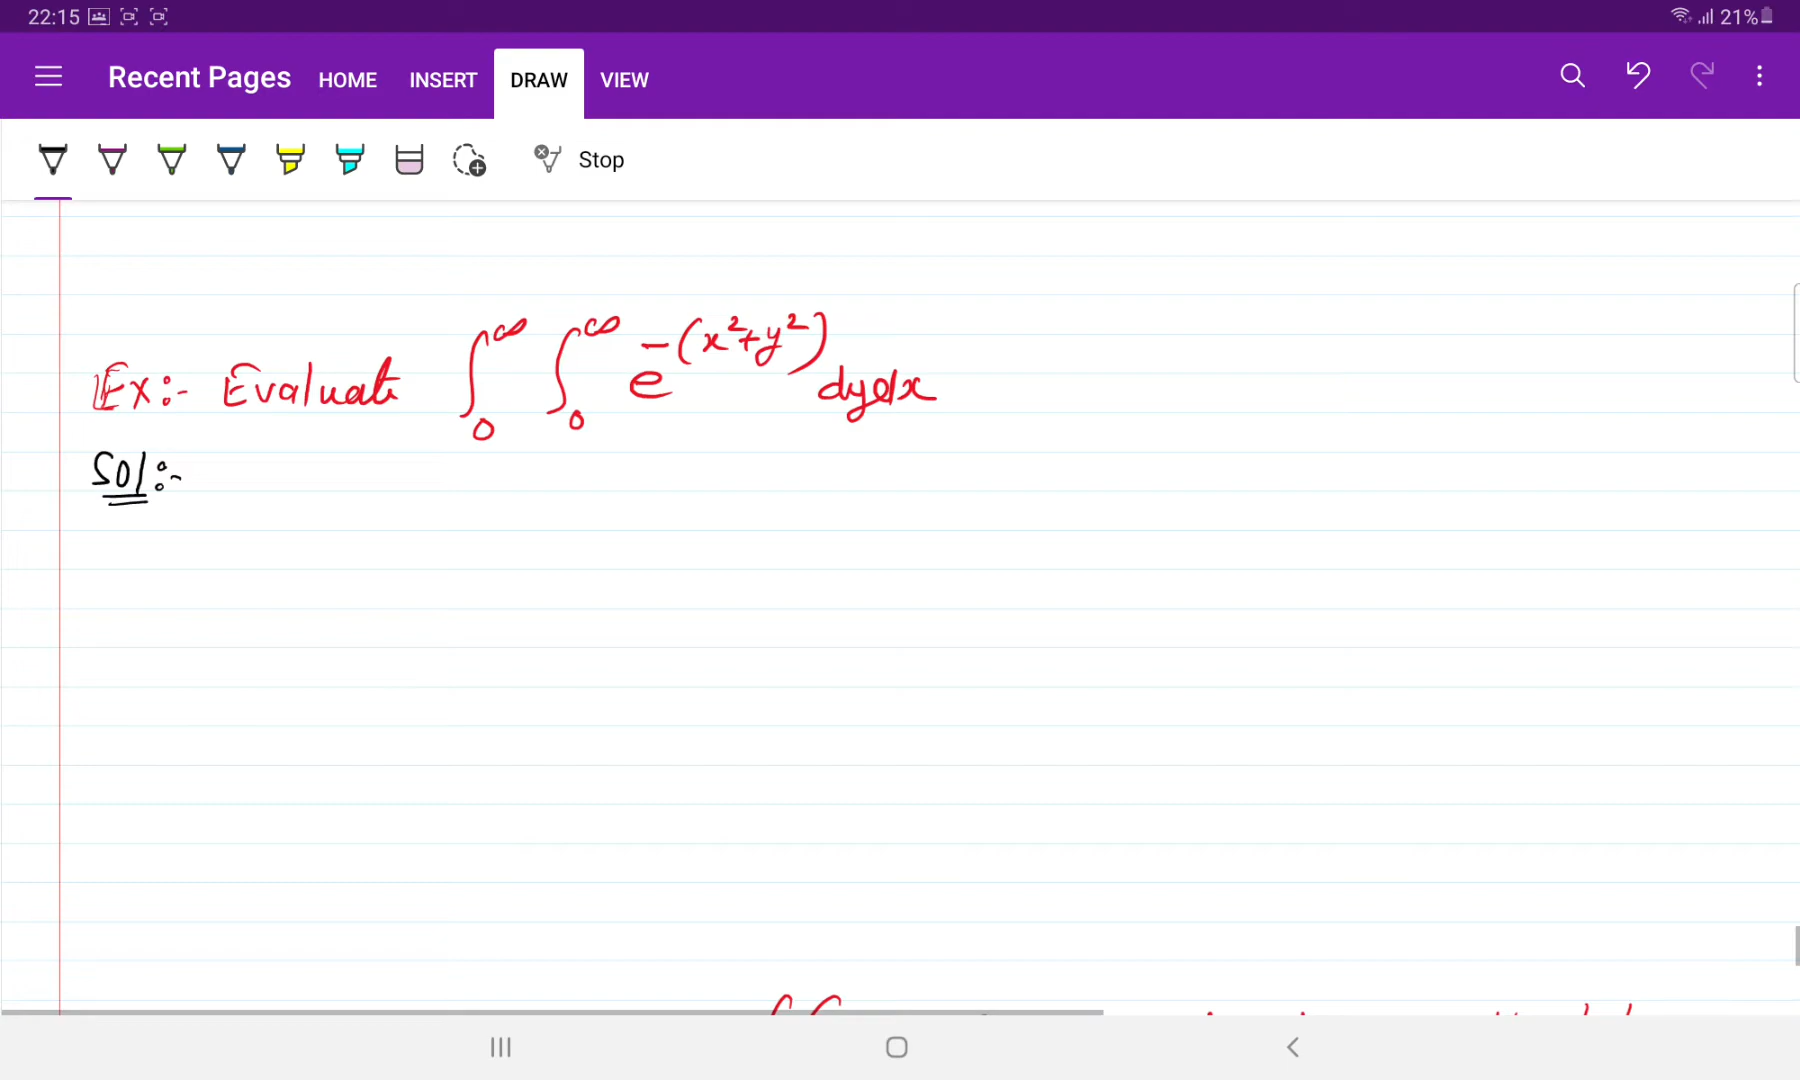 22:15 21%
Recent Pages HOME INSERT DRAW VIEW
Stop
Ex:- Evaluate ∫₀^∞ ∫₀^∞ e^-(x²+y²) dydx
Sol:-